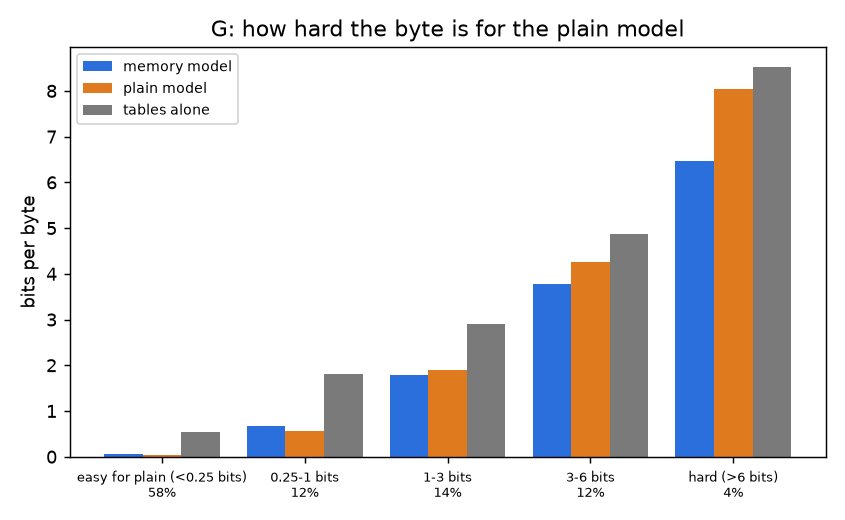 G: how hard the byte is for the plain model
memory model
plain model
tables alone
bits per byte
8
7
6
5
4
3
2
1
0
easy for plain (<0.25 bits) 0.25-1 bits 1-3 bits 3-6 bits hard (>6 bits)
58% 12% 14% 12% 4%